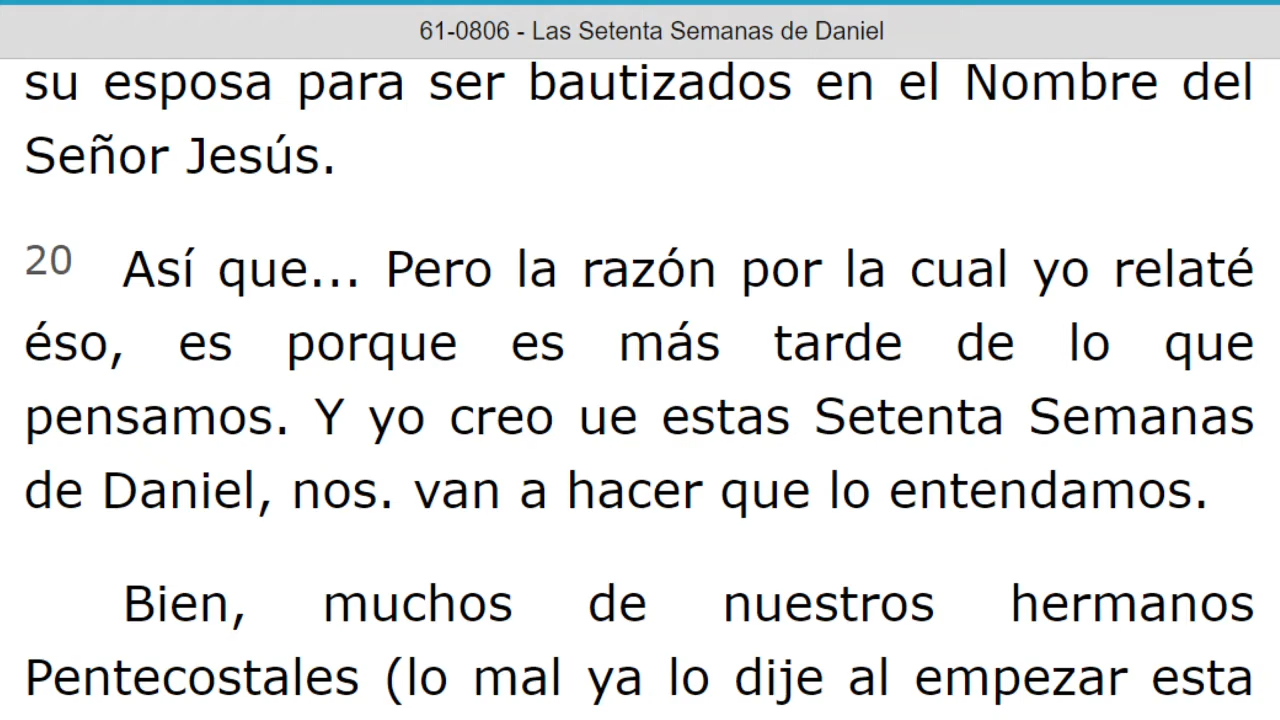 61-0806 - Las Setenta Semanas de Daniel
su esposa para ser bautizados en el Nombre del
Señor Jesús.
20 Así que... Pero la razón por la cual yo relaté
éso, es porque es más tarde de lo que
pensamos. Y yo creo ue estas Setenta Semanas
de Daniel, nos. van a hacer que lo entendamos.
Bien, muchos de nuestros hermanos
Pentecostales (lo mal ya lo dije al empezar esta